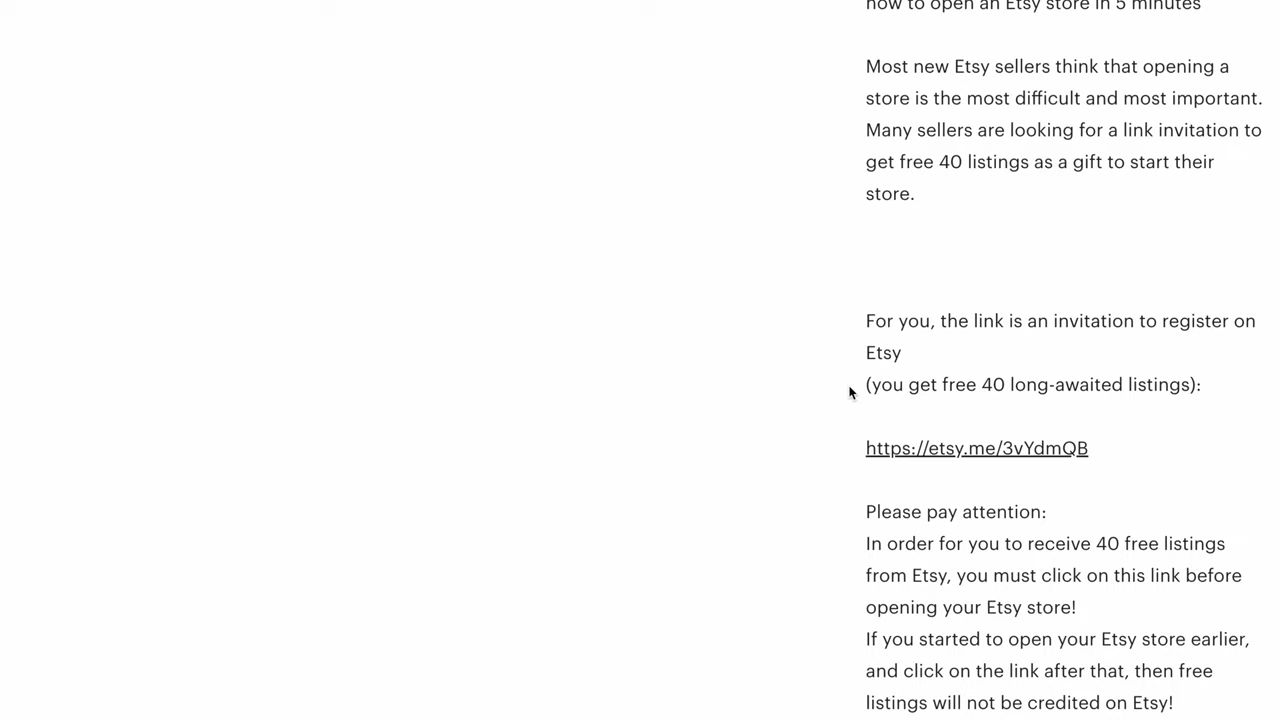 how to open an Etsy store in 5 minutes
Most new Etsy sellers think that opening a
store is the most difficult and most important.
Many sellers are looking for a link invitation to
get free 40 listings as a gift to start their
store.
For you, the link is an invitation to register on
Etsy
(you get free 40 long-awaited listings):
https://etsy.me/3vYdmQB
Please pay attention:
In order for you to receive 40 free listings
from Etsy, you must click on this link before
opening your Etsy store!
If you started to open your Etsy store earlier,
and click on the link after that, then free
listings will not be credited on Etsy!